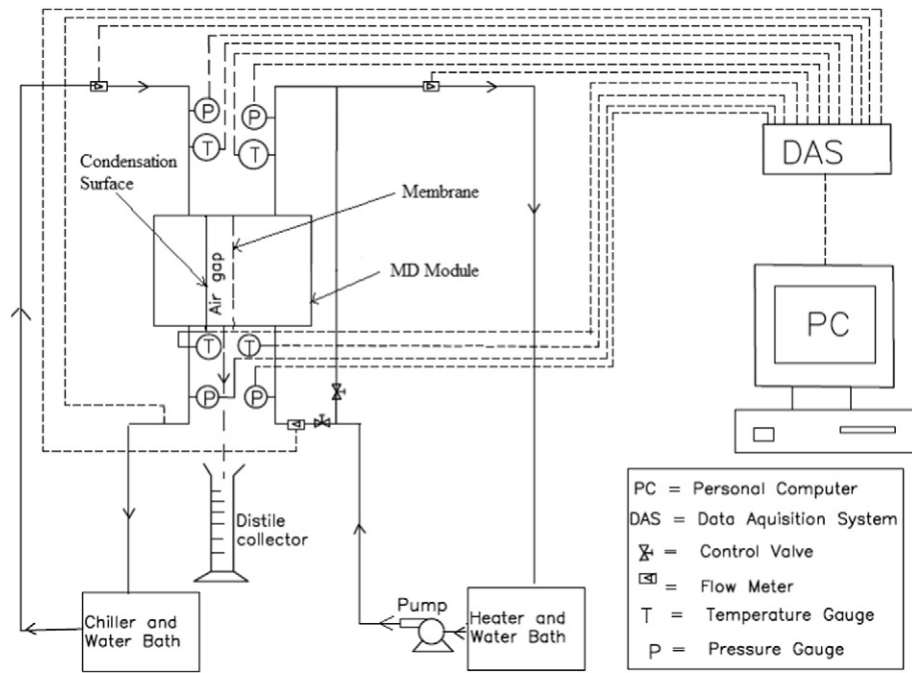 P
P
T
T
DAS
Condensation
Surface
Membrane
Air gap
MD Module
T
T
P
P
PC
Distile
collector
Chiller and
Water Bath
Pump
Heater and
Water Bath
PC = Personal Computer
DAS = Data Aquisition System
= Control Valve
= Flow Meter
T = Temperature Gauge
P = Pressure Gauge